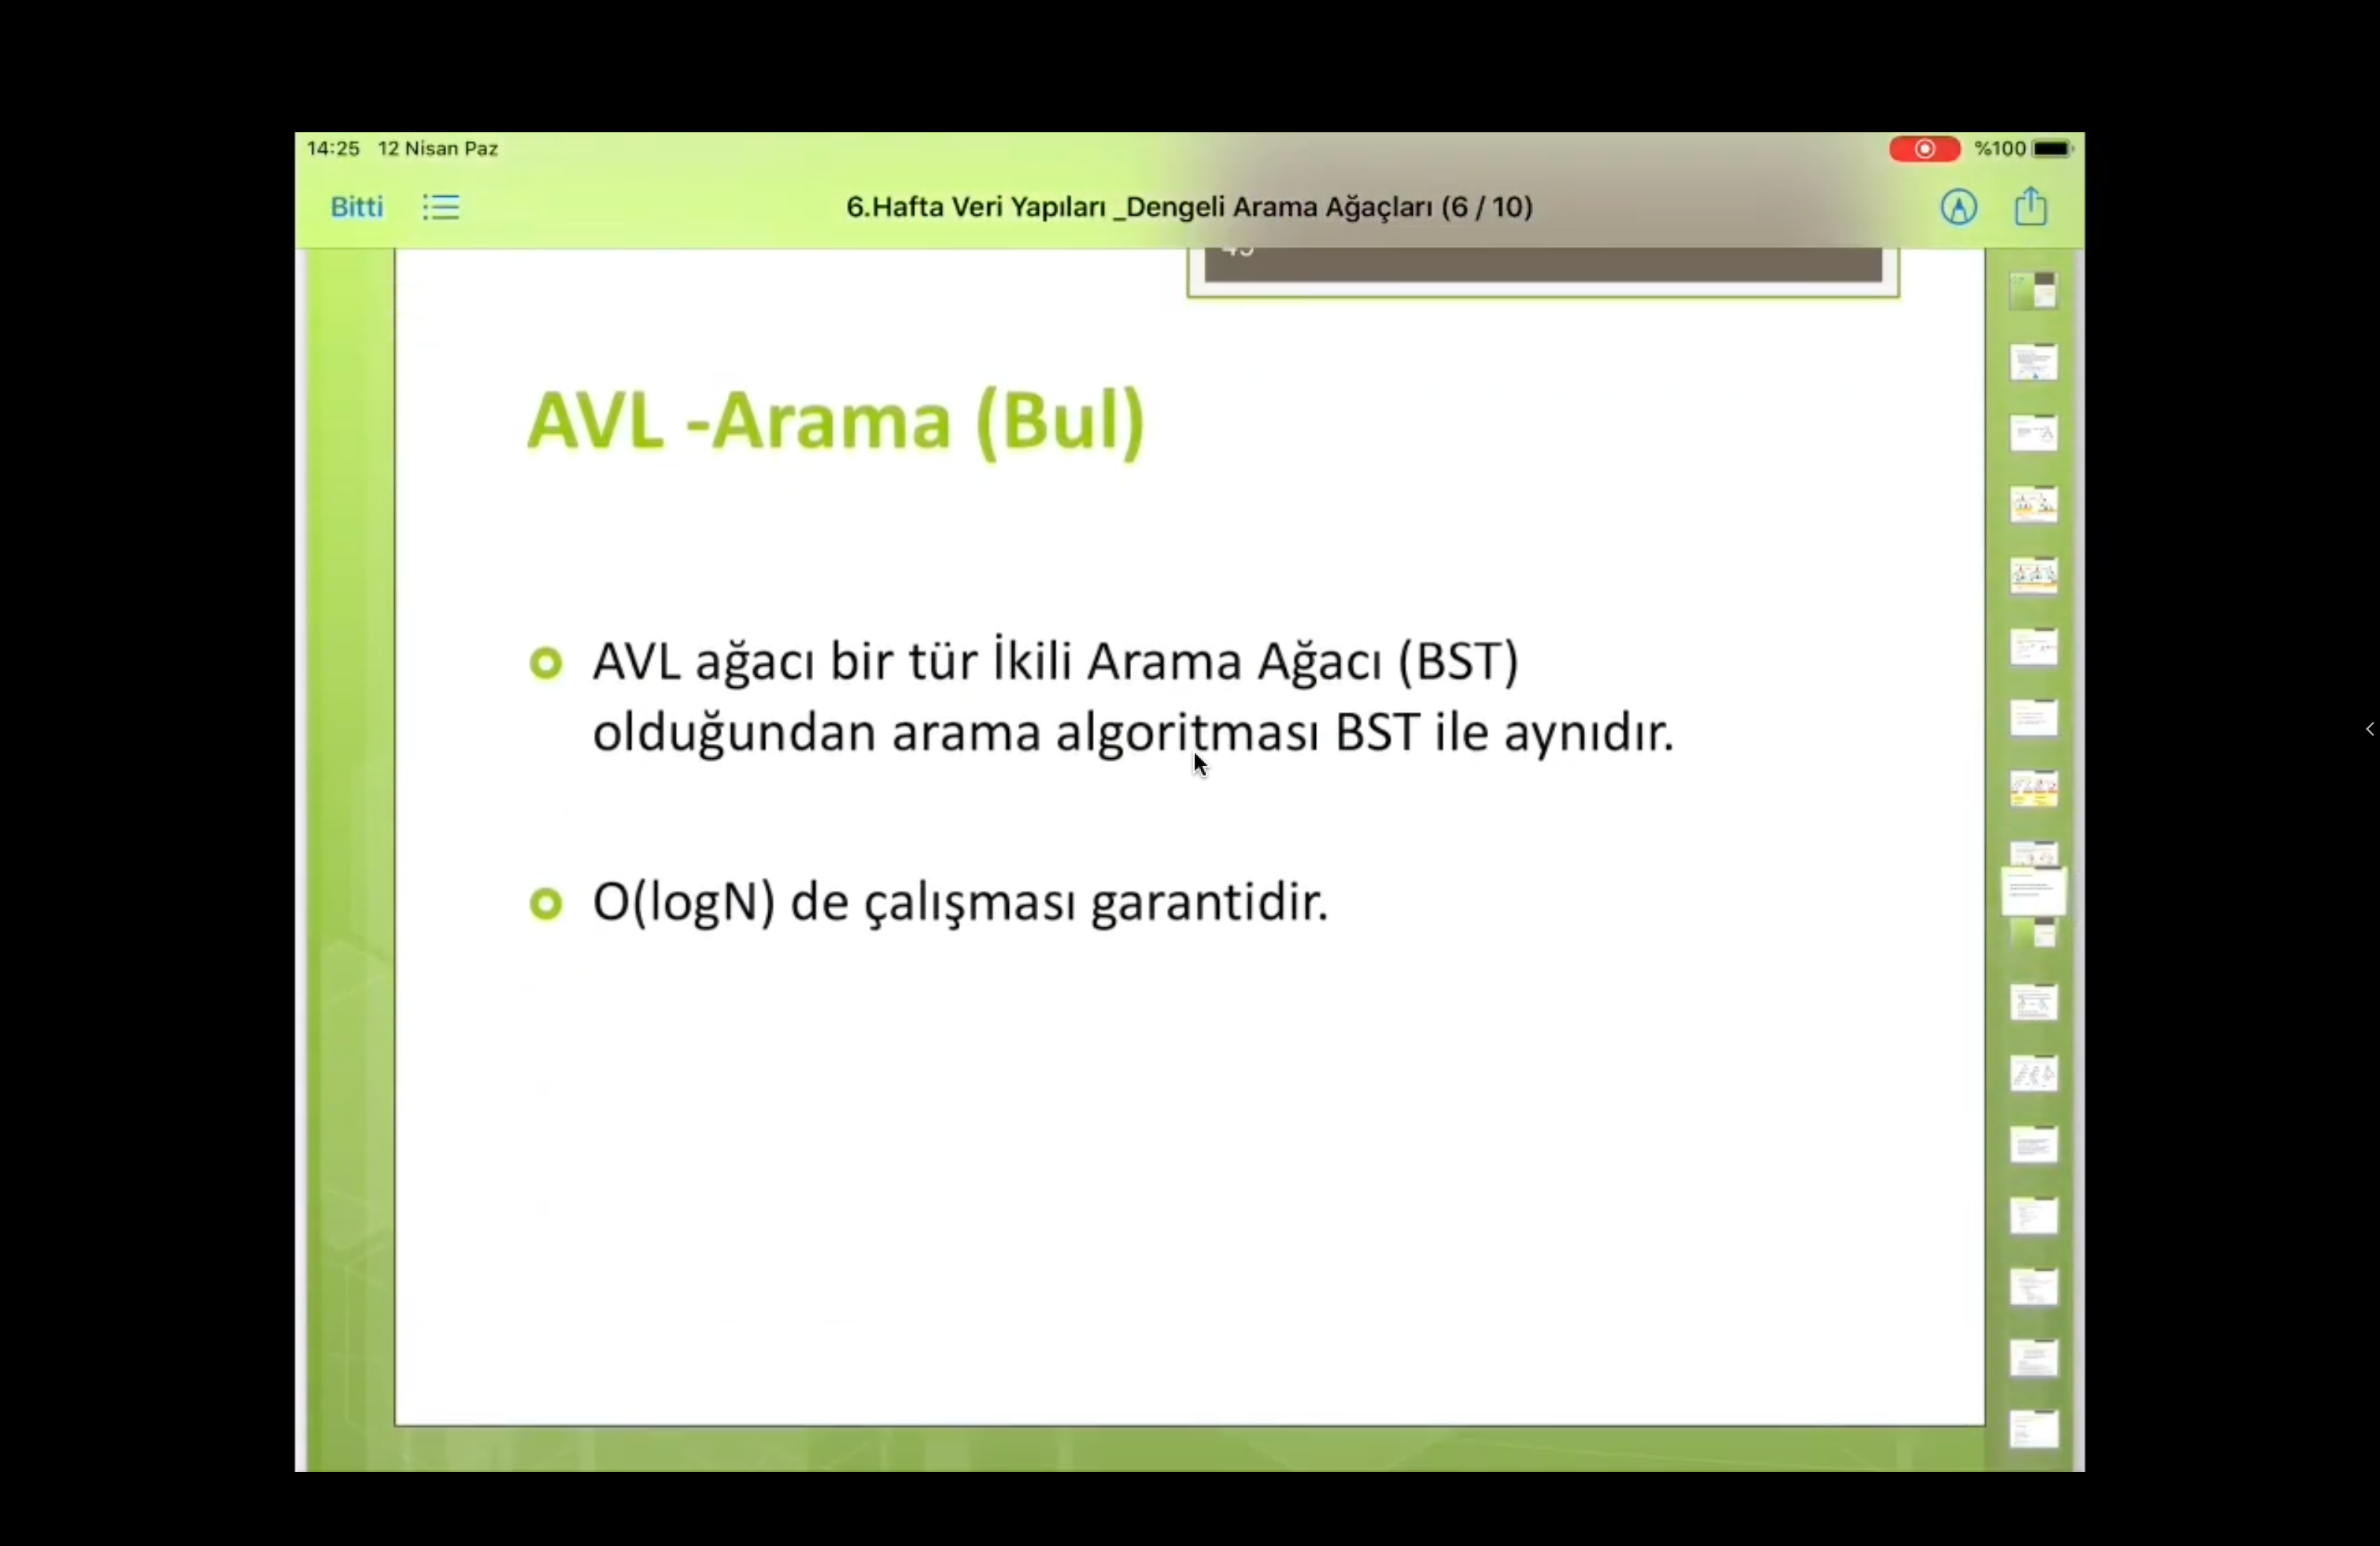 14:25 12 Nisan Paz
%100
Bitti
6.Hafta Veri Yapıları _Dengeli Arama Ağaçları (6 / 10)
AVL -Arama (Bul)
AVL ağacı bir tür İkili Arama Ağacı (BST)
olduğundan arama algoritması BST ile aynıdır.
O(logN) de çalışması garantidir.